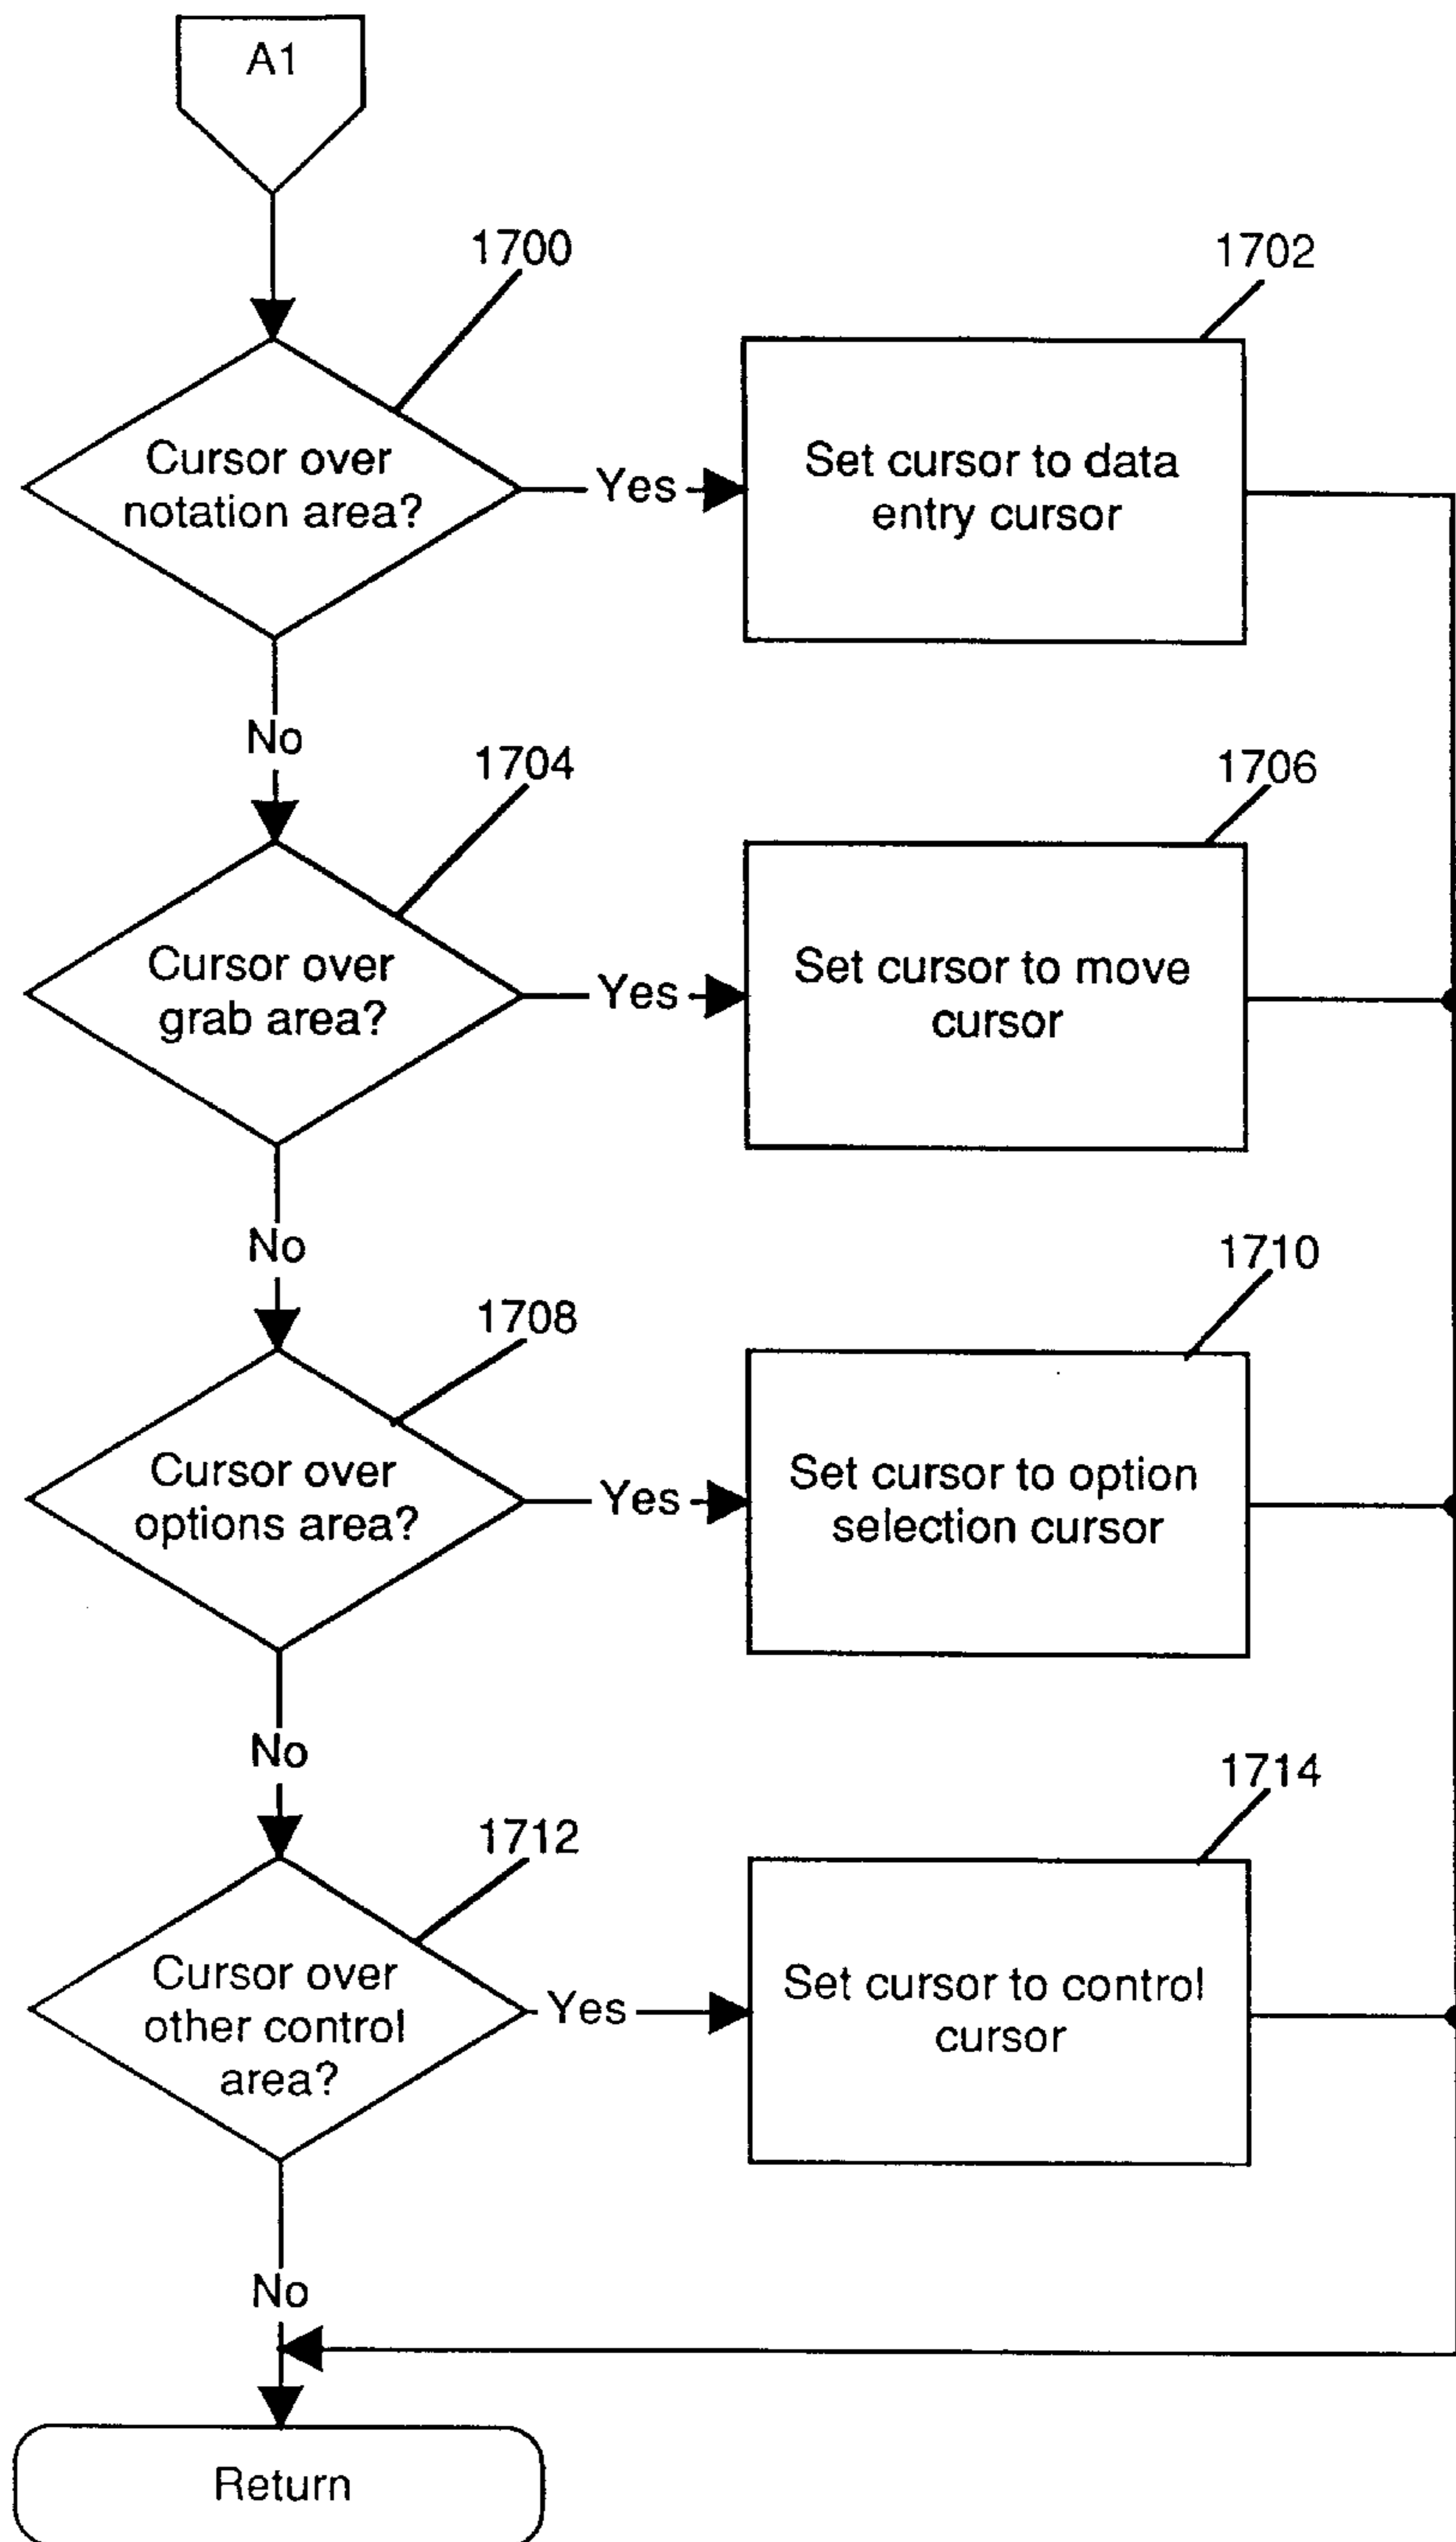 A1
1700
1702
Cursor over
notation area?
Yes
Set cursor to data
entry cursor
No
1704
1706
Cursor over
grab area?
Yes
Set cursor to move
cursor
No
1708
1710
Cursor over
options area?
Yes
Set cursor to option
selection cursor
No
1712
1714
Cursor over
other control
area?
Yes
Set cursor to control
cursor
No
Return